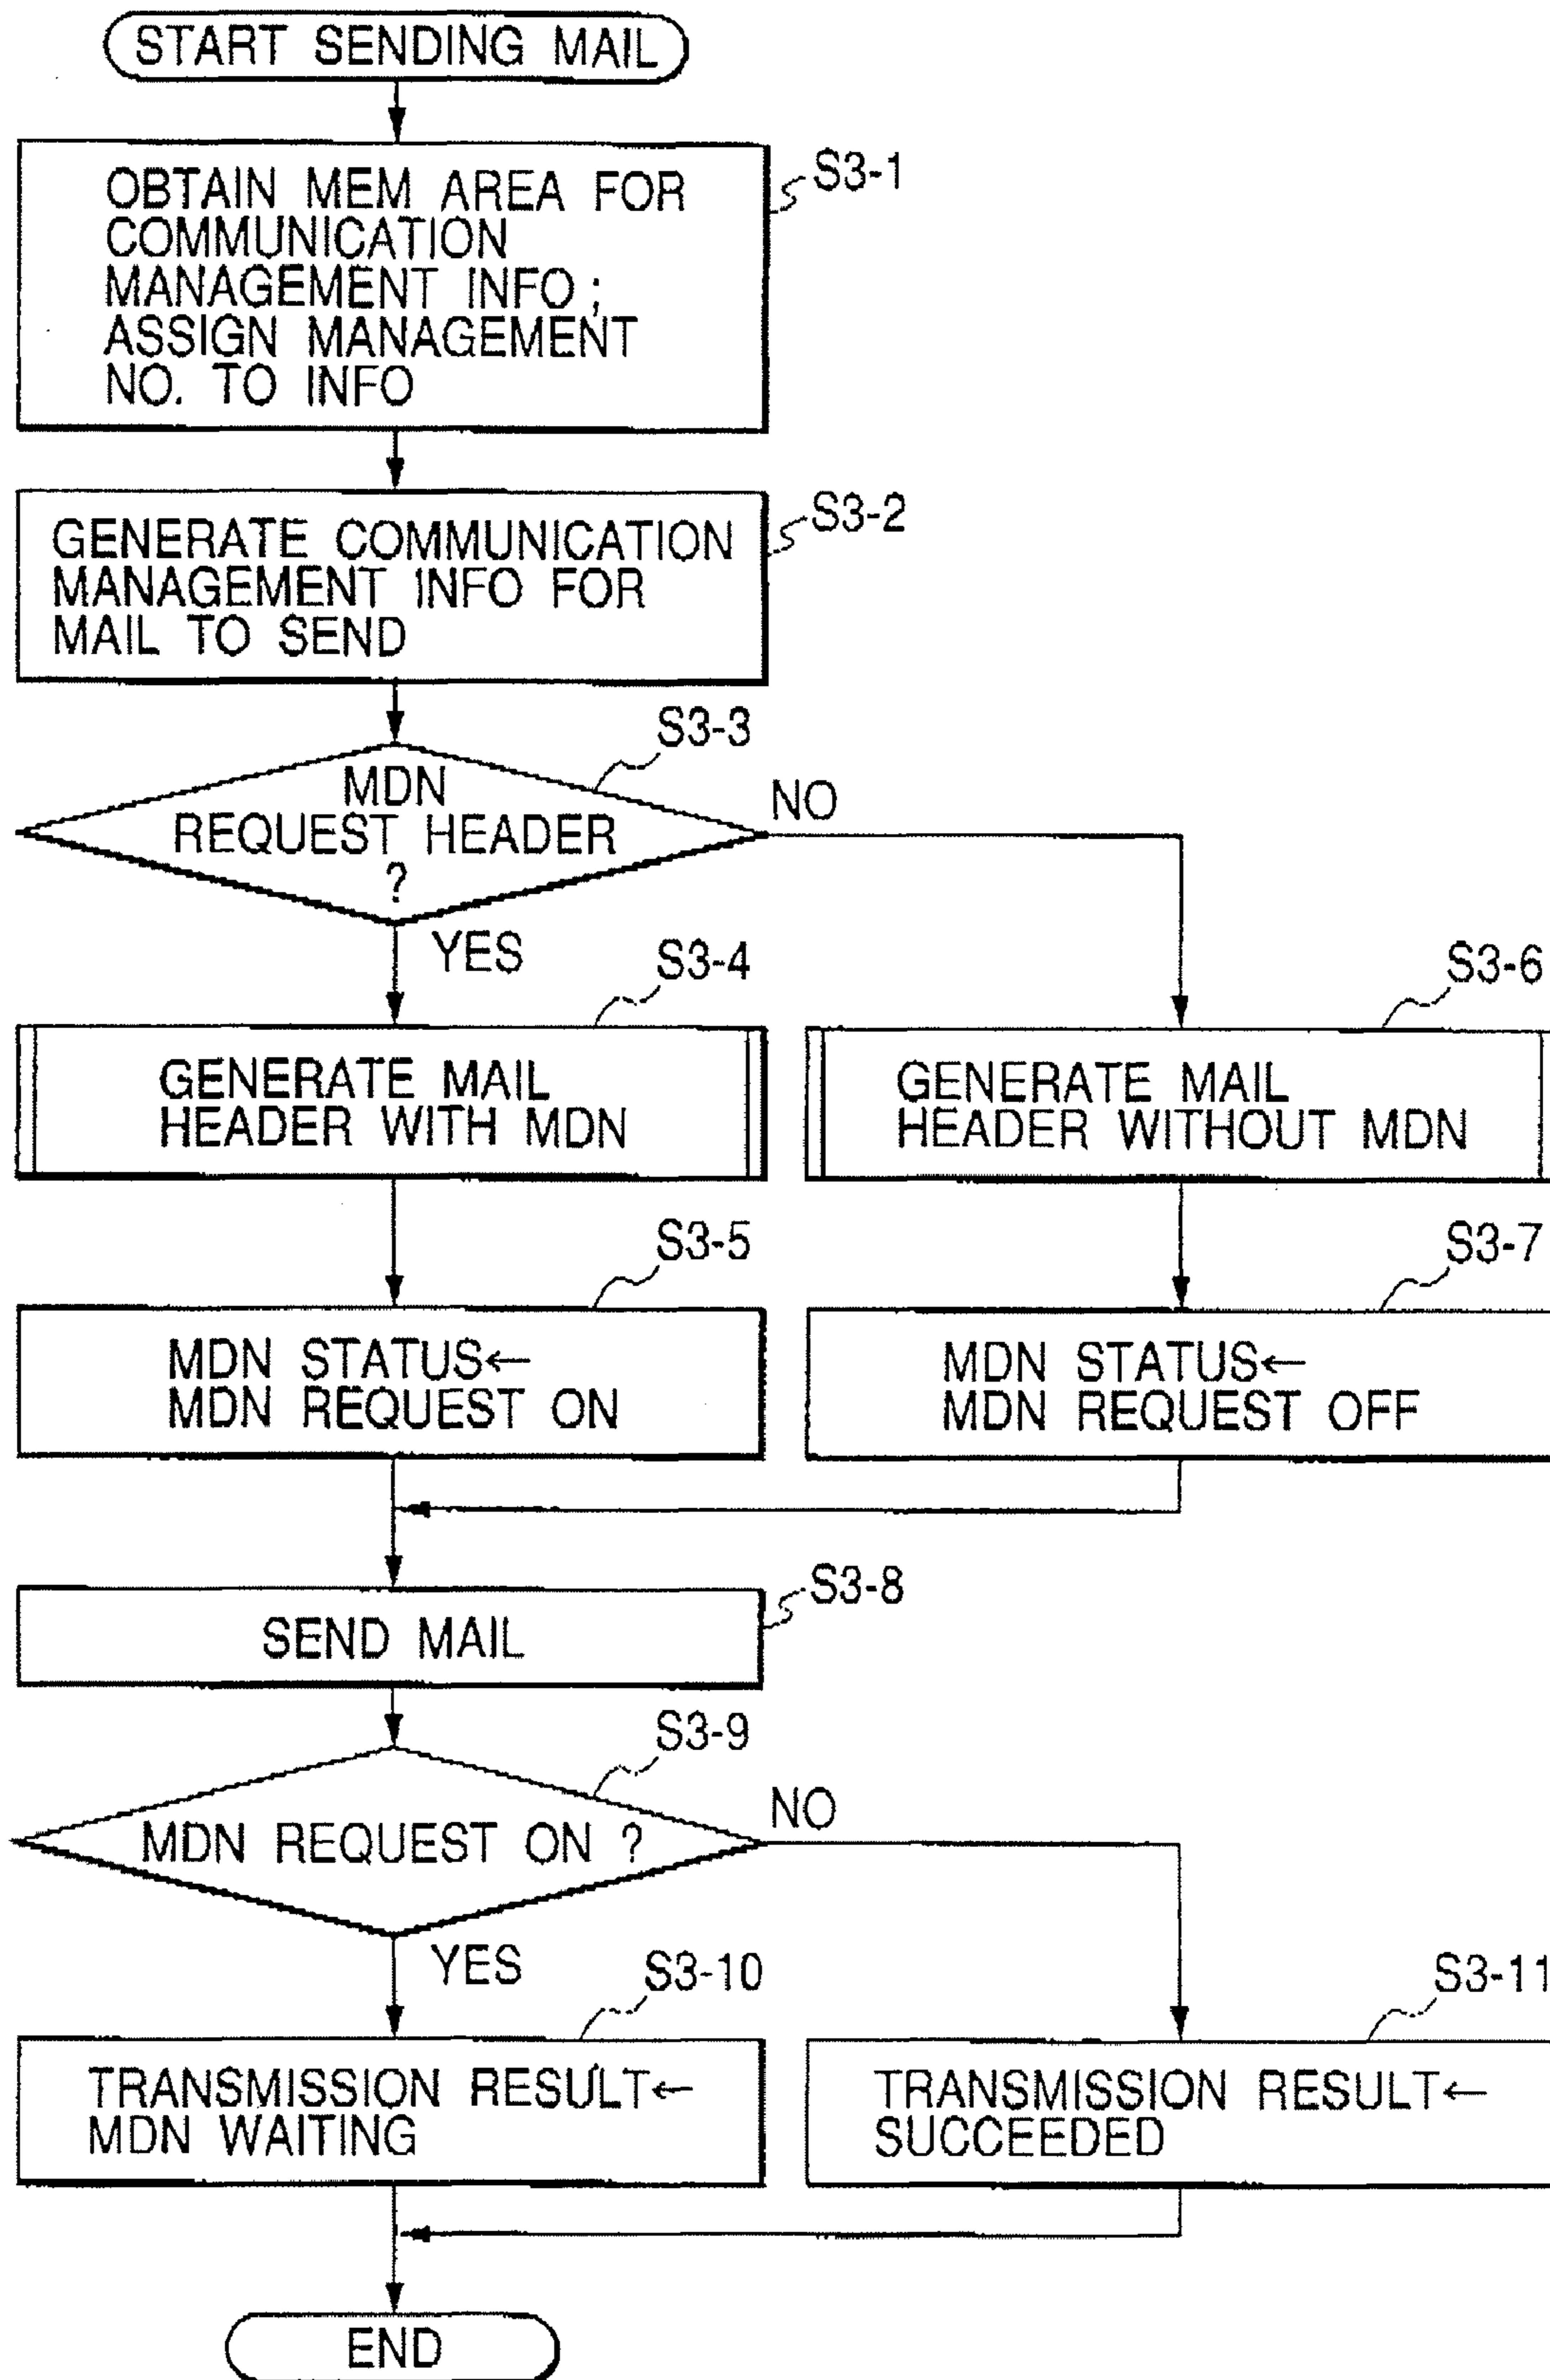 START SENDING MAIL
S3-1
OBTAIN MEM AREA FOR
COMMUNICATION
MANAGEMENT INFO ;
ASSIGN MANAGEMENT
NO. TO INFO
S3-2
GENERATE COMMUNICATION
MANAGEMENT INFO FOR
MAIL TO SEND
S3-3
MDN
REQUEST HEADER
?
NO
YES
S3-4
S3-6
GENERATE MAIL
HEADER WITH MDN
GENERATE MAIL
HEADER WITHOUT MDN
S3-5
S3-7
MDN STATUS←
MDN REQUEST ON
MDN STATUS←
MDN REQUEST OFF
S3-8
SEND MAIL
S3-9
MDN REQUEST ON ?
NO
YES
S3-10
S3-11
TRANSMISSION RESULT←
MDN WAITING
TRANSMISSION RESULT←
SUCCEEDED
END